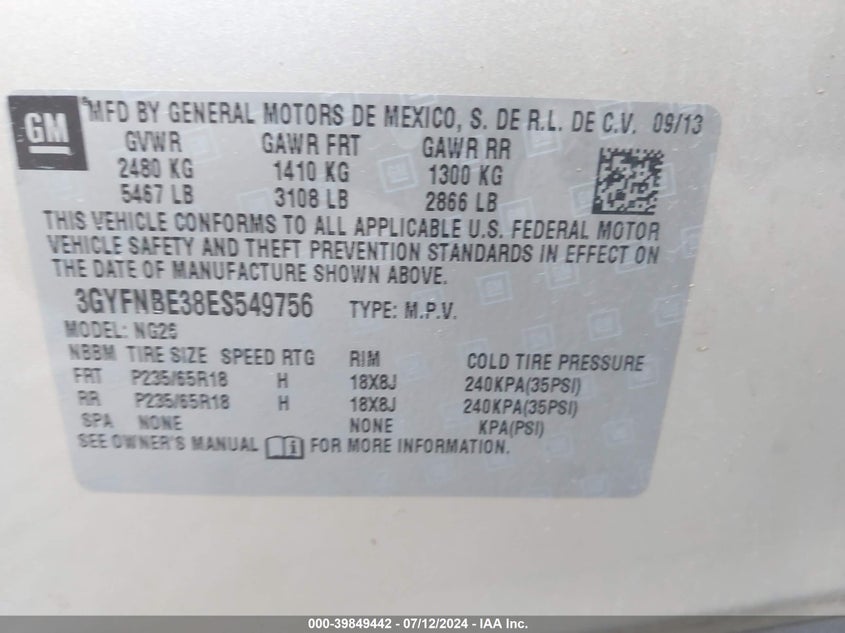 GM
MFD BY GENERAL MOTORS DE MEXICO, S. DE R.L. DE C.V. 09/13
GVWR GAWR FRT GAWR RR
2480 KG 1410 KG 1300 KG
5467 LB 3108 LB 2866 LB
THIS VEHICLE CONFORMS TO ALL APPLICABLE U.S. FEDERAL MOTOR
VEHICLE SAFETY AND THEFT PREVENTION STANDARDS IN EFFECT ON
THE DATE OF MANUFACTURE SHOWN ABOVE.
3GYFNBE38ES549756 TYPE: M.P.V.
MODEL: NG26
NBBM TIRE SIZE SPEED RTG RIM COLD TIRE PRESSURE
FRT P235/65R18 H 18X8J 240KPA(35PSI)
RR P235/65R18 H 18X8J 240KPA(35PSI)
SPA NONE NONE KPA(PSI)
SEE OWNER'S MANUAL FOR MORE INFORMATION.
000-39849442 - 07/12/2024 - IAA Inc.